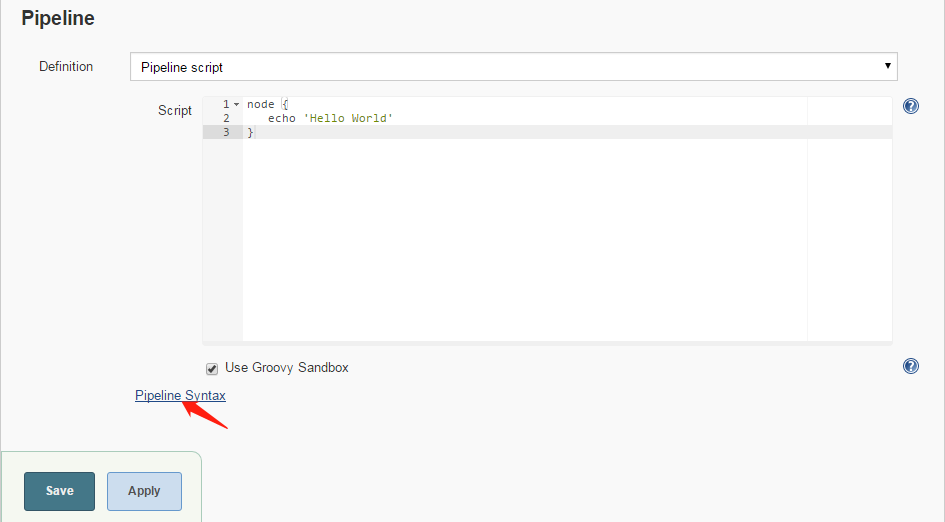 Pipeline
Definition
Pipeline script
Script
1 node {
2 echo 'Hello World'
3 }
?
Use Groovy Sandbox
?
Pipeline Syntax
Save Apply